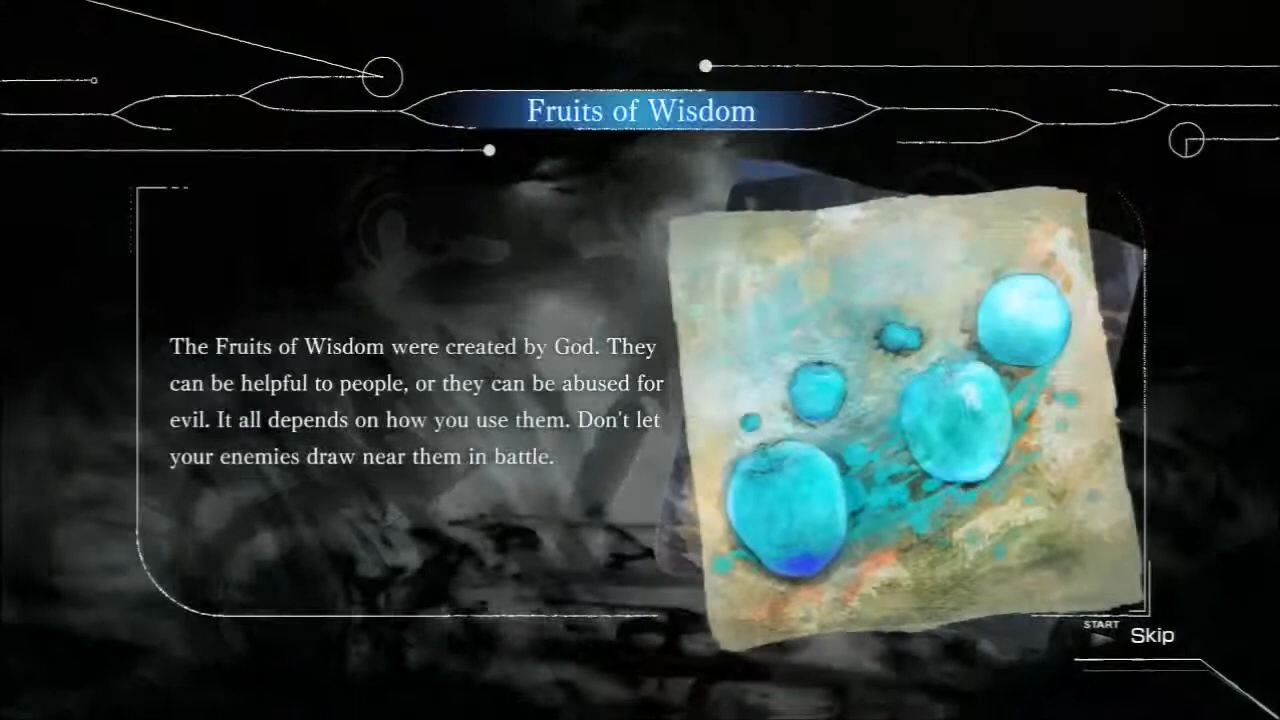 Fruits of Wisdom
The Fruits of Wisdom were created by God. They
can be helpful to people, or they can be abused for
evil. It all depends on how you use them. Don't let
your enemies draw near them in battle.
START
Skip